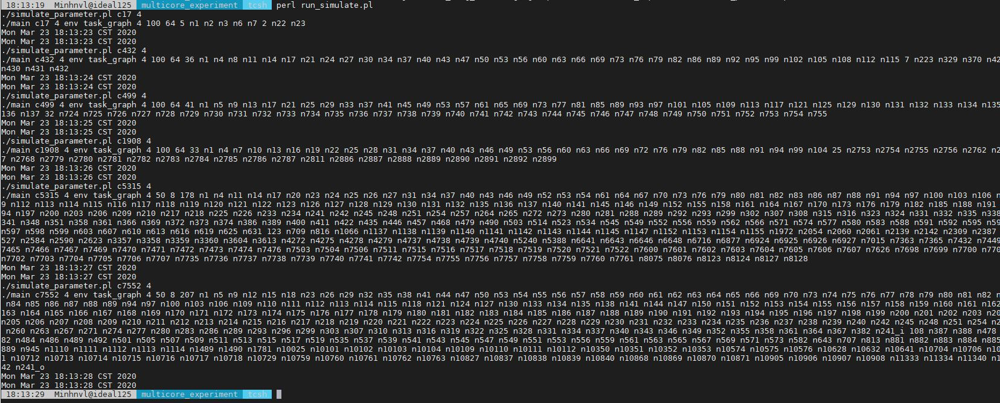 18:13:19 Minhnvl@ideal125 multicore_experiment tcsh perl run_simulate.pl
./simulate_parameter.pl c17 4
./main c17 4 env task_graph 4 100 64 5 n1 n2 n3 n6 n7 2 n22 n23
Mon Mar 23 18:13:23 CST 2020
Mon Mar 23 18:13:23 CST 2020
./simulate_parameter.pl c432 4
./main c432 4 env task_graph 4 100 64 36 n1 n4 n8 n11 n14 n17 n21 n24 n27 n30 n34 n37 n40 n43 n47 n50 n53 n56 n60 n63 n66 n69 n73 n76 n79 n82 n86 n89 n92 n95 n99 n102 n105 n108 n112 n115 7 n223 n329 n370 n42
n430 n431 n432
Mon Mar 23 18:13:24 CST 2020
Mon Mar 23 18:13:24 CST 2020
./simulate_parameter.pl c499 4
./main c499 4 env task_graph 4 100 64 41 n1 n5 n9 n13 n17 n21 n25 n29 n33 n37 n41 n45 n49 n53 n57 n61 n65 n69 n73 n77 n81 n85 n89 n93 n97 n101 n105 n109 n113 n117 n121 n125 n129 n130 n131 n132 n133 n134 n135
136 n137 32 n724 n725 n726 n727 n728 n729 n730 n731 n732 n733 n734 n735 n736 n737 n738 n739 n740 n741 n742 n743 n744 n745 n746 n747 n748 n749 n750 n751 n752 n753 n754 n755
Mon Mar 23 18:13:25 CST 2020
Mon Mar 23 18:13:25 CST 2020
./simulate_parameter.pl c1908 4
./main c1908 4 env task_graph 4 100 64 33 n1 n4 n7 n10 n13 n16 n19 n22 n25 n28 n31 n34 n37 n40 n43 n46 n49 n53 n56 n60 n63 n66 n69 n72 n76 n79 n82 n85 n88 n91 n94 n99 n104 25 n2753 n2754 n2755 n2756 n2762 n2
7 n2768 n2779 n2780 n2781 n2782 n2783 n2784 n2785 n2786 n2787 n2811 n2886 n2887 n2888 n2889 n2890 n2891 n2892 n2899
Mon Mar 23 18:13:26 CST 2020
Mon Mar 23 18:13:26 CST 2020
./simulate_parameter.pl c5315 4
./main c5315 4 env task_graph 4 50 8 178 n1 n4 n11 n14 n17 n20 n23 n24 n25 n26 n27 n31 n34 n37 n40 n43 n46 n49 n52 n53 n54 n61 n64 n67 n70 n73 n76 n79 n80 n81 n82 n83 n86 n87 n88 n91 n94 n97 n100 n103 n106 n
9 n112 n113 n114 n115 n116 n117 n118 n119 n120 n121 n122 n123 n126 n127 n128 n129 n130 n131 n132 n135 n136 n137 n140 n141 n145 n146 n149 n152 n155 n158 n161 n164 n167 n170 n173 n176 n179 n182 n185 n188 n191
94 n197 n200 n203 n206 n209 n210 n217 n218 n225 n226 n233 n234 n241 n242 n245 n248 n251 n254 n257 n264 n265 n272 n273 n280 n281 n288 n289 n292 n293 n299 n302 n307 n308 n315 n316 n323 n324 n331 n332 n335 n338
341 n348 n351 n358 n361 n366 n369 n372 n373 n374 n386 n389 n400 n411 n422 n435 n446 n457 n468 n479 n490 n503 n514 n523 n534 n545 n549 n552 n556 n559 n562 n566 n571 n574 n577 n580 n583 n588 n591 n592 n595 n59
n597 n598 n599 n603 n607 n610 n613 n616 n619 n625 n631 123 n709 n816 n1066 n1137 n1138 n1139 n1140 n1141 n1142 n1143 n1144 n1145 n1147 n1152 n1153 n1154 n1155 n1972 n2054 n2060 n2061 n2139 n2142 n2309 n2387
527 n2584 n2590 n2623 n3357 n3358 n3359 n3360 n3604 n3613 n4272 n4275 n4278 n4279 n4737 n4738 n4739 n4740 n5240 n5388 n6641 n6643 n6646 n6648 n6716 n6877 n6924 n6925 n6926 n6927 n7015 n7363 n7365 n7432 n7449
7465 n7466 n7467 n7469 n7470 n7471 n7472 n7473 n7474 n7476 n7503 n7504 n7506 n7511 n7515 n7516 n7517 n7518 n7519 n7520 n7521 n7522 n7600 n7601 n7602 n7603 n7604 n7605 n7606 n7607 n7626 n7698 n7699 n7700 n770
n7702 n7703 n7704 n7705 n7706 n7707 n7735 n7736 n7737 n7738 n7739 n7740 n7741 n7742 n7754 n7755 n7756 n7757 n7758 n7759 n7760 n7761 n8075 n8076 n8123 n8124 n8127 n8128
Mon Mar 23 18:13:27 CST 2020
Mon Mar 23 18:13:27 CST 2020
./simulate_parameter.pl c7552 4
./main c7552 4 env task_graph 4 50 8 207 n1 n5 n9 n12 n15 n18 n23 n26 n29 n32 n35 n38 n41 n44 n47 n50 n53 n54 n55 n56 n57 n58 n59 n60 n61 n62 n63 n64 n65 n66 n69 n70 n73 n74 n75 n76 n77 n78 n79 n80 n81 n82 n
n84 n85 n86 n87 n88 n89 n94 n97 n100 n103 n106 n109 n110 n111 n112 n113 n114 n115 n118 n121 n124 n127 n130 n133 n134 n135 n138 n141 n144 n147 n150 n151 n152 n153 n154 n155 n156 n157 n158 n159 n160 n161 n162
163 n164 n165 n166 n167 n168 n169 n170 n171 n172 n173 n174 n175 n176 n177 n178 n179 n180 n181 n182 n183 n184 n185 n186 n187 n188 n189 n190 n191 n192 n193 n194 n195 n196 n197 n198 n199 n200 n201 n202 n203 n20
n205 n206 n207 n208 n209 n210 n211 n212 n213 n214 n215 n216 n217 n218 n219 n220 n221 n222 n223 n224 n225 n226 n227 n228 n229 n230 n231 n232 n233 n234 n235 n236 n237 n238 n239 n240 n242 n245 n248 n251 n254 n2
n260 n263 n267 n271 n274 n277 n280 n283 n286 n289 n293 n296 n299 n303 n307 n310 n313 n316 n319 n322 n325 n328 n331 n334 n337 n340 n343 n346 n349 n352 n355 n358 n361 n364 n367 n382 n241_i 108 n387 n388 n478
82 n484 n486 n489 n492 n501 n505 n507 n509 n511 n513 n515 n517 n519 n535 n537 n539 n541 n543 n545 n547 n549 n551 n553 n556 n559 n561 n563 n565 n567 n569 n571 n573 n582 n643 n707 n813 n881 n882 n883 n884 n885
889 n945 n1110 n1111 n1112 n1113 n1114 n1489 n1490 n1781 n10025 n10101 n10102 n10103 n10104 n10109 n10110 n10111 n10112 n10350 n10351 n10352 n10353 n10574 n10575 n10576 n10628 n10632 n10641 n10704 n10706 n10
1 n10712 n10713 n10714 n10715 n10716 n10717 n10718 n10729 n10759 n10760 n10761 n10762 n10763 n10827 n10837 n10838 n10839 n10840 n10868 n10869 n10870 n10871 n10905 n10906 n10907 n10908 n11333 n11334 n11340 n1
42 n241_o
Mon Mar 23 18:13:28 CST 2020
Mon Mar 23 18:13:28 CST 2020
18:13:29 Minhnvl@ideal125 multicore_experiment tcsh